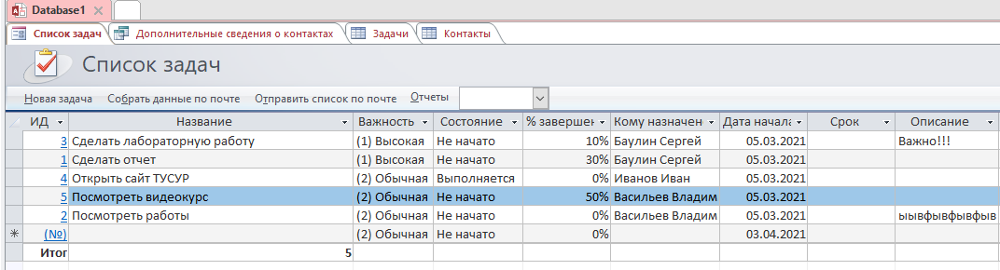 Database1
Список задач Дополнительные сведения о контактах Задачи Контакты
Список задач
Новая задача Собрать данные по почте Отправить список по почте Отчеты
ИД Название Важность Состояние % завершен Кому назначен Дата начала Срок Описание
3 Сделать лабораторную работу (1) Высокая Не начато 10% Баулин Сергей 05.03.2021 Важно!!!
1 Сделать отчет (1) Высокая Не начато 30% Баулин Сергей 05.03.2021
4 Открыть сайт ТУСУР (2) Обычная Выполняется 0% Иванов Иван 05.03.2021
5 Посмотреть видеокурс (2) Обычная Не начато 50% Васильев Владим 05.03.2021
2 Посмотреть работы (2) Обычная Не начато 0% Васильев Владим 05.03.2021 ыывфывфывфыв
* (№) (2) Обычная Не начато 0% 03.04.2021
Итог 5